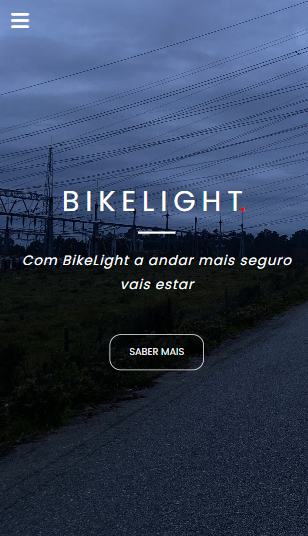 BIKELIGHT.
Com BikeLight a andar mais seguro
vais estar
SABER MAIS